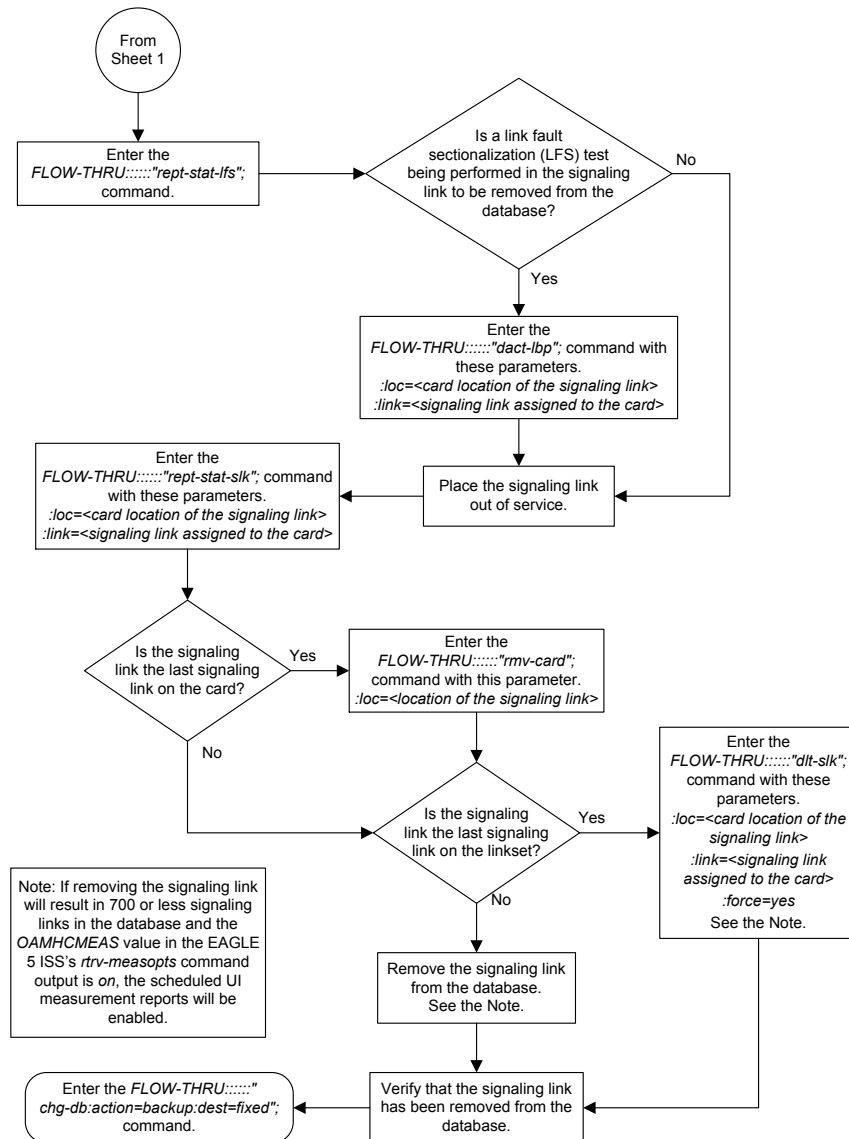 From
Sheet 1
Enter the
FLOW-THRU::::::"rept-stat-lfs";
command.
Is a link fault
sectionalization (LFS) test
being performed in the signaling
link to be removed from the
database?
No
Yes
Enter the
FLOW-THRU::::::"dact-lbp"; command with
these parameters.
:loc=<card location of the signaling link>
:link=<signaling link assigned to the card>
Place the signaling link
out of service.
Enter the
FLOW-THRU::::::"rept-stat-slk"; command
with these parameters.
:loc=<card location of the signaling link>
:link=<signaling link assigned to the card>
Is the signaling
link the last signaling
link on the card?
Yes
No
Enter the
FLOW-THRU::::::"rmv-card";
command with this parameter.
:loc=<location of the signaling link>
Is the signaling
link the last signaling
link on the linkset?
Yes
No
Enter the
FLOW-THRU::::::"dlt-slk";
command with these
parameters.
:loc=<card location of the
signaling link>
:link=<signaling link
assigned to the card>
:force=yes
See the Note.
Note: If removing the signaling link
will result in 700 or less signaling
links in the database and the
OAMHCMEAS value in the EAGLE
5 ISS's rtrv-measopts command
output is on, the scheduled UI
measurement reports will be
enabled.
Remove the signaling link
from the database.
See the Note.
Verify that the signaling link
has been removed from the
database.
Enter the FLOW-THRU::::::"
chg-db:action=backup:dest=fixed";
command.